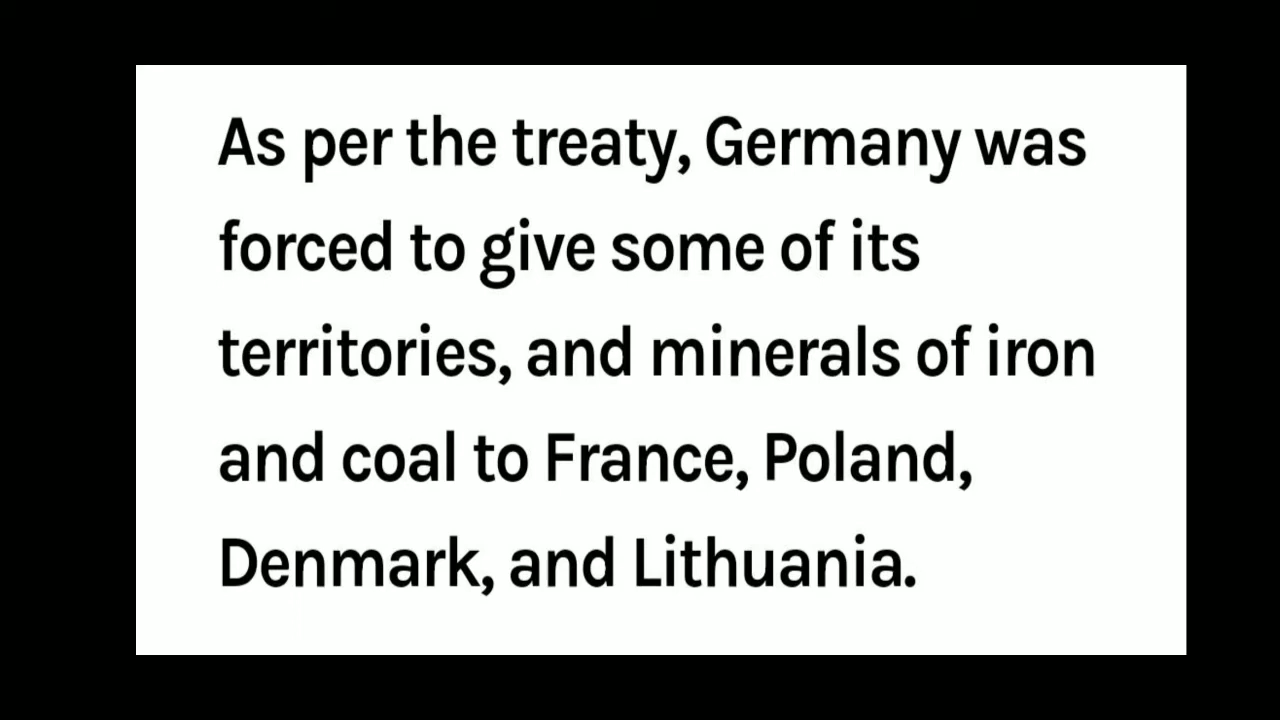 As per the treaty, Germany was
forced to give some of its
territories, and minerals of iron
and coal to France, Poland,
Denmark, and Lithuania.